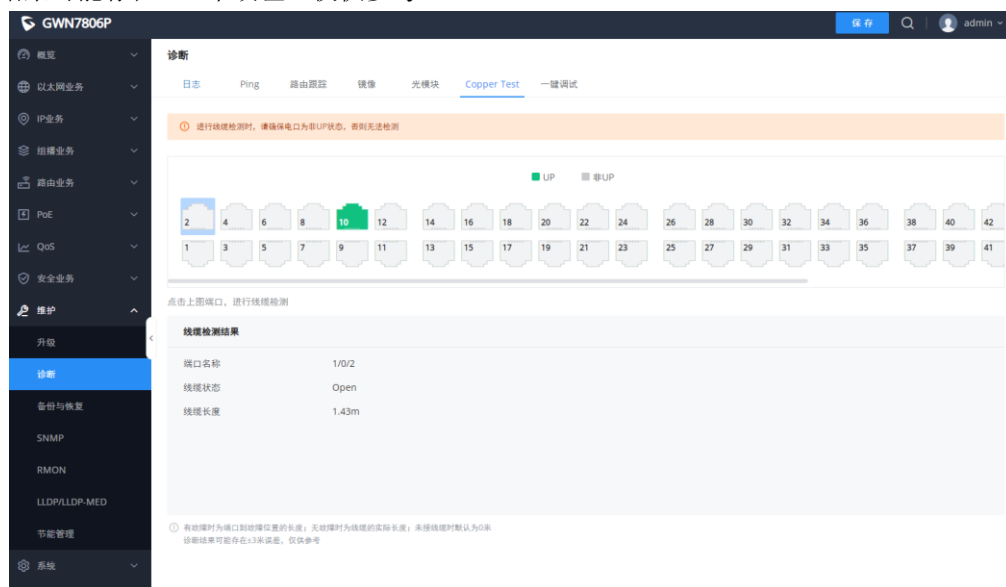 GWN7806P
保存
admin
概览
以太网业务
IP业务
组播业务
路由业务
PoE
QoS
安全业务
维护
升级
诊断
备份与恢复
SNMP
RMON
LLDP/LLDP-MED
节能管理
系统
诊断
日志 Ping 路由跟踪 镜像 光模块 Copper Test 一键调试
进行线缆检测时，请确保电口为非UP状态，否则无法检测
UP 非UP
2 4 6 8 10 12 14 16 18 20 22 24 26 28 30 32 34 36 38 40 42
1 3 5 7 9 11 13 15 17 19 21 23 25 27 29 31 33 35 37 39 41
点击上图端口，进行线缆检测
线缆检测结果
端口名称 1/0/2
线缆状态 Open
线缆长度 1.43m
有故障时为端口到故障位置的长度；无故障时为线缆的实际长度；未接线缆时默认为0米
诊断结果可能存在±3米误差，仅供参考